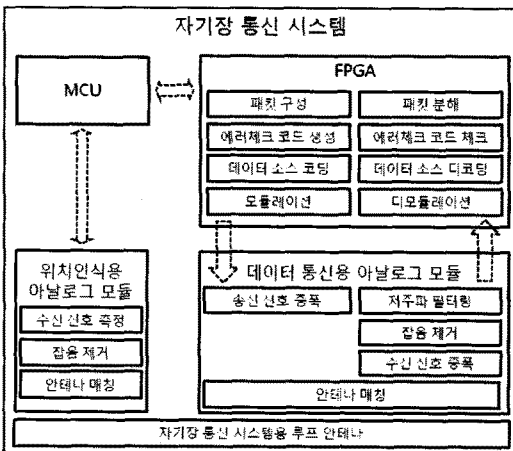 자기장 통신 시스템
MCU
FPGA
패킷 구성
패킷 분해
에러체크 코드 생성
에러체크 코드 체크
데이터 소스 코딩
데이터 소스 디코딩
모듈레이션
디모듈레이션
위치인식용
아날로그 모듈
수신 신호 측정
잡음 제거
안테나 매칭
데이터 통신용 아날로그 모듈
송신 신호 증폭
저주파 필터링
잡음 제거
수신 신호 증폭
안테나 매칭
자기장 통신 시스템용 루프 안테나